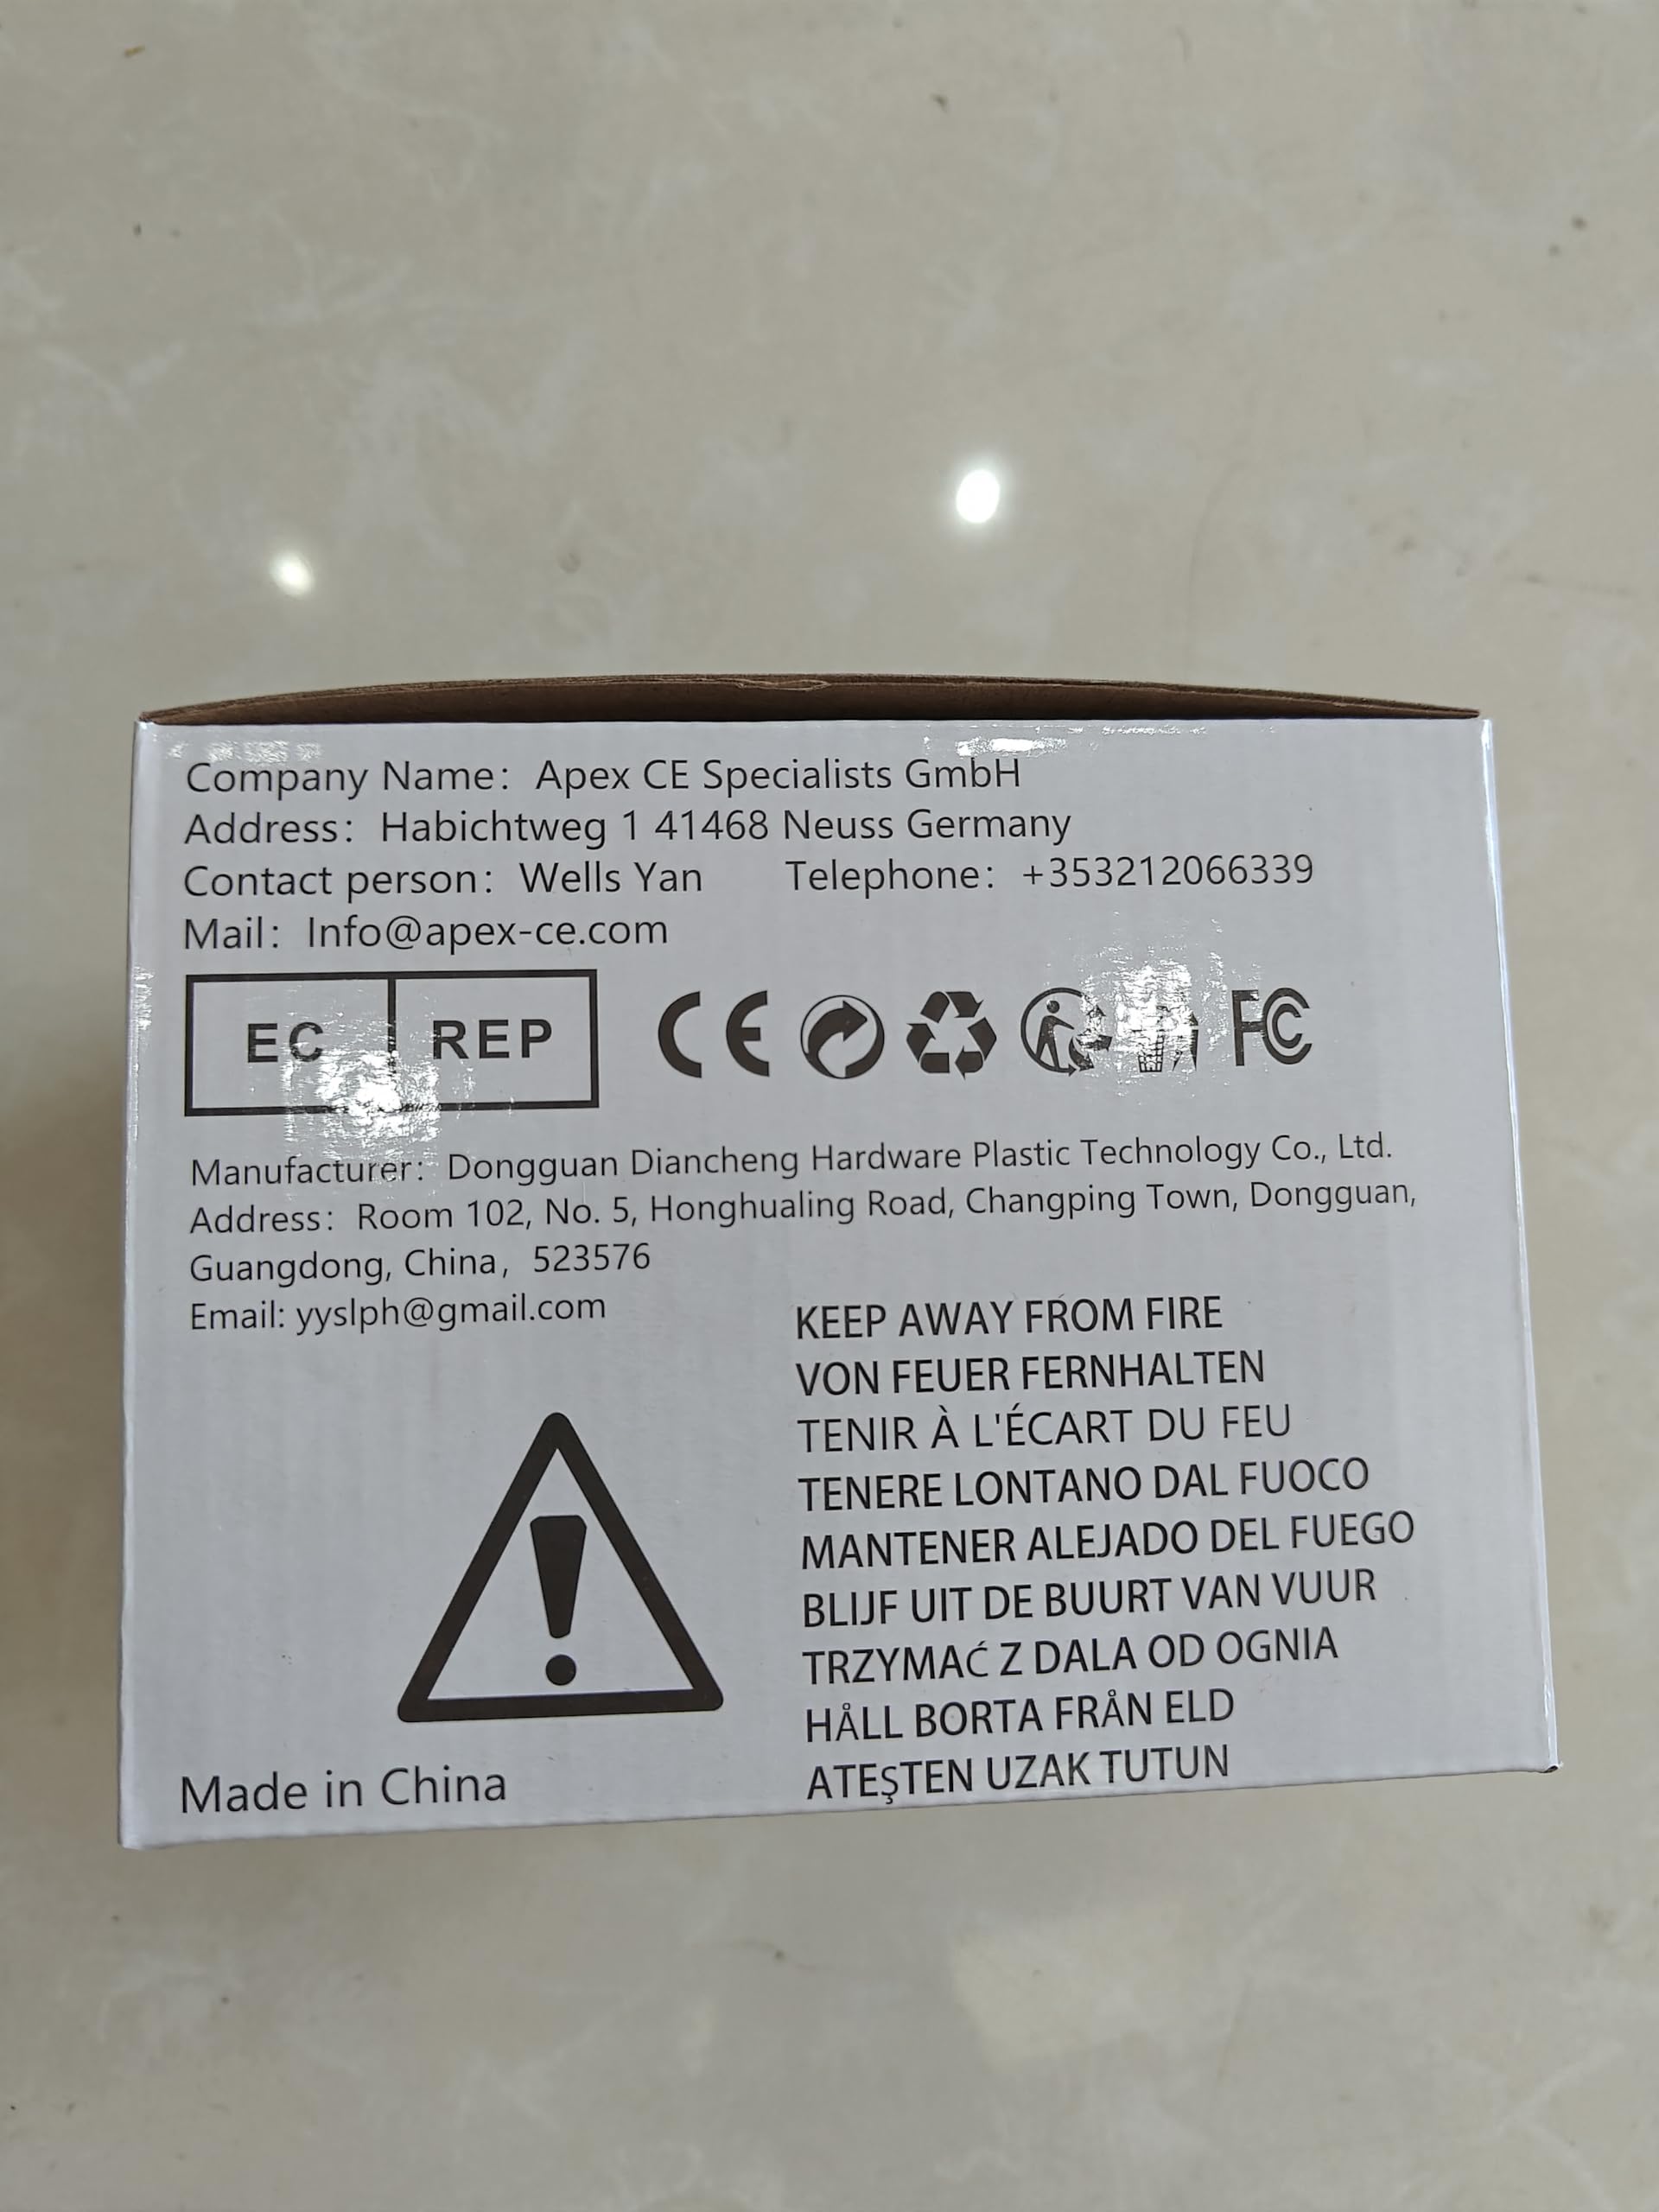 Company Name: Apex CE Specialists GmbH
Address: Habichtweg 1 41468 Neuss Germany
Contact person: Wells Yan Telephone: +353212066339
Mail: Info@apex-ce.com
EC REP CE FC
Manufacturer: Dongguan Diancheng Hardware Plastic Technology Co., Ltd.
Address: Room 102, No. 5, Honghualing Road, Changping Town, Dongguan,
Guangdong, China, 523576
Email: yyslph@gmail.com
KEEP AWAY FROM FIRE
VON FEUER FERNHALTEN
TENIR À L'ÉCART DU FEU
TENERE LONTANO DAL FUOCO
MANTENER ALEJADO DEL FUEGO
BLIJF UIT DE BUURT VAN VUUR
TRZYMAĆ Z DALA OD OGNIA
HÅLL BORTA FRÅN ELD
ATEŞTEN UZAK TUTUN
Made in China